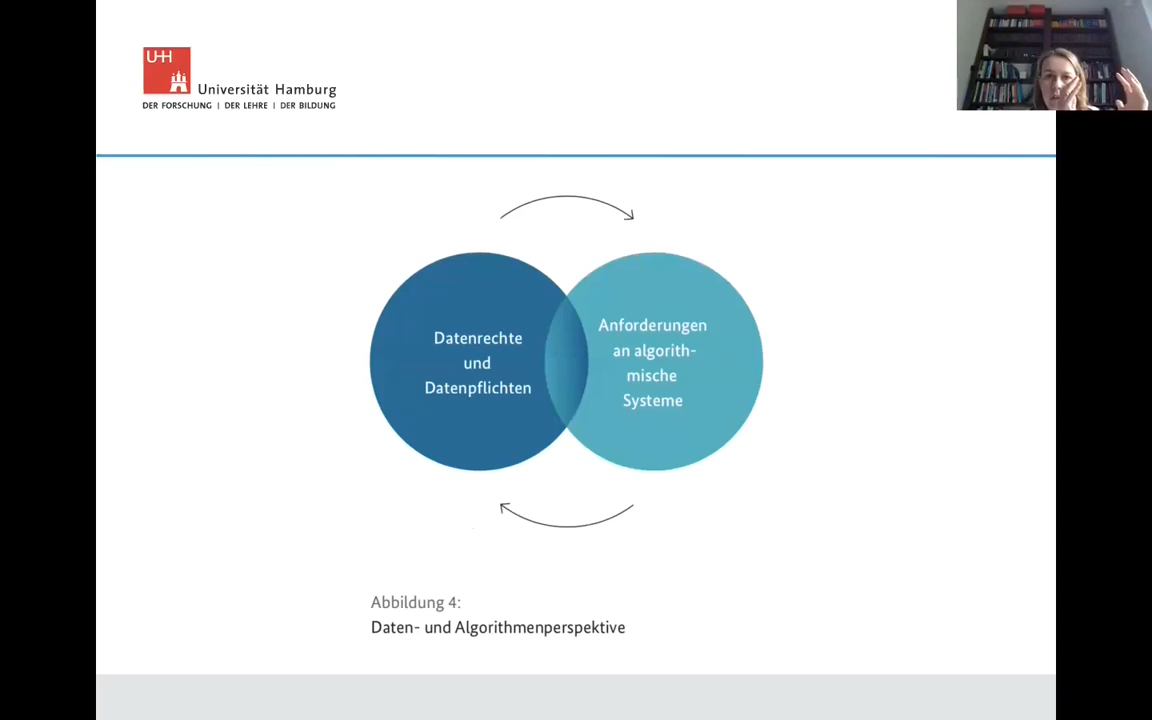 UH
Universität Hamburg
DER FORSCHUNG | DER LEHRE | DER BILDUNG
Datenrechte
und
Datenpflichten
Anforderungen
an algorith-
mische
Systeme
Abbildung 4:
Daten- und Algorithmenperspektive